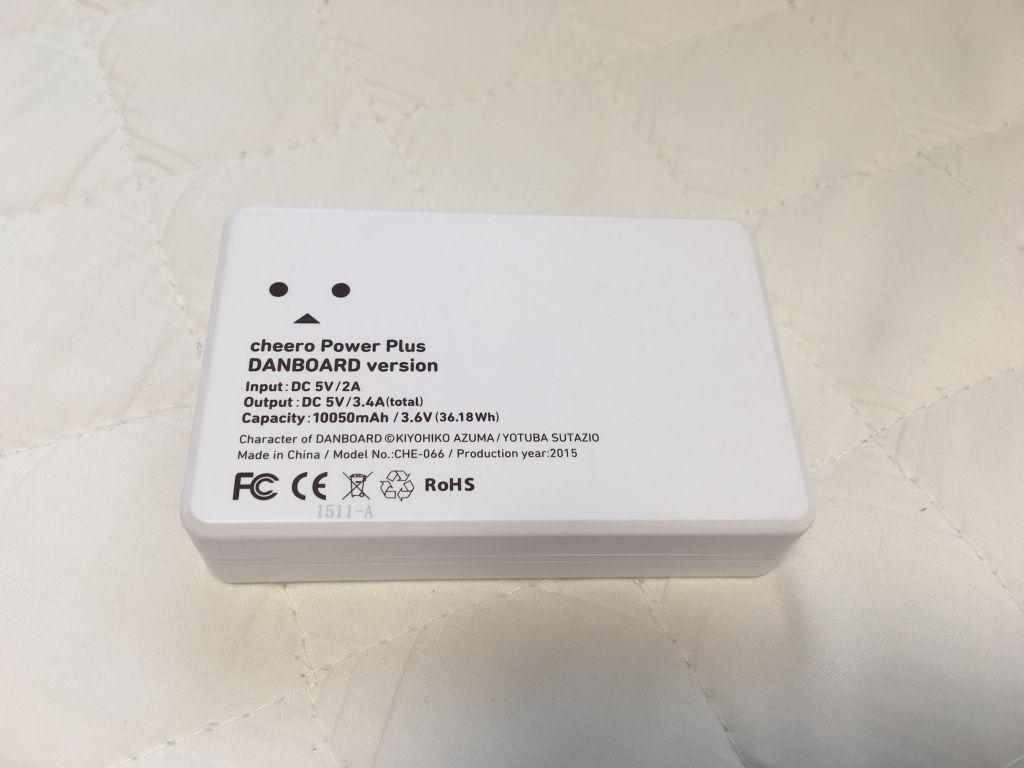 cheero Power Plus
DANBOARD version
Input : DC 5V/2A
Output : DC 5V/3.4A(total)
Capacity : 10050mAh / 3.6V (36.18Wh)
Character of DANBOARD ©KIYOHIKO AZUMA / YOTUBA SUTAZIO
Made in China / Model No.:CHE-066 / Production year:2015
FC CE RoHS
1511-A